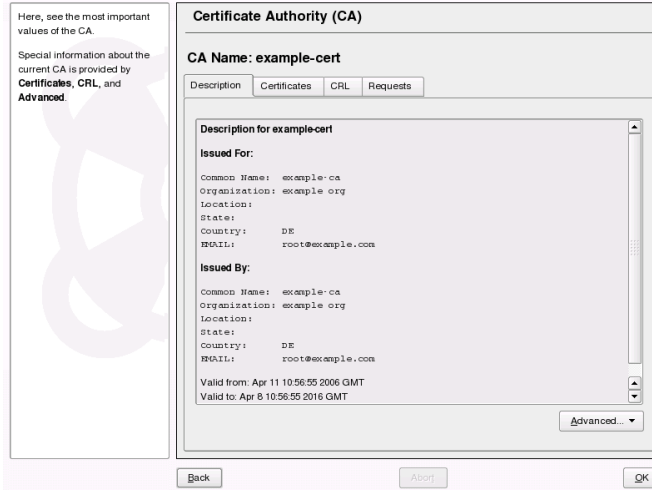 Here, see the most important
values of the CA.
Special information about the
current CA is provided by
Certificates, CRL, and
Advanced.
Certificate Authority (CA)
CA Name: example-cert
Description Certificates CRL Requests
Description for example-cert
Issued For:
Common Name: example-ca
Organization: example org
Location:
State:
Country: DE
EMAIL: root@example.com
Issued By:
Common Name: example-ca
Organization: example org
Location:
State:
Country: DE
EMAIL: root@example.com
Valid from: Apr 11 10:56:55 2006 GMT
Valid to: Apr 8 10:56:55 2016 GMT
Advanced...
Back Abort OK